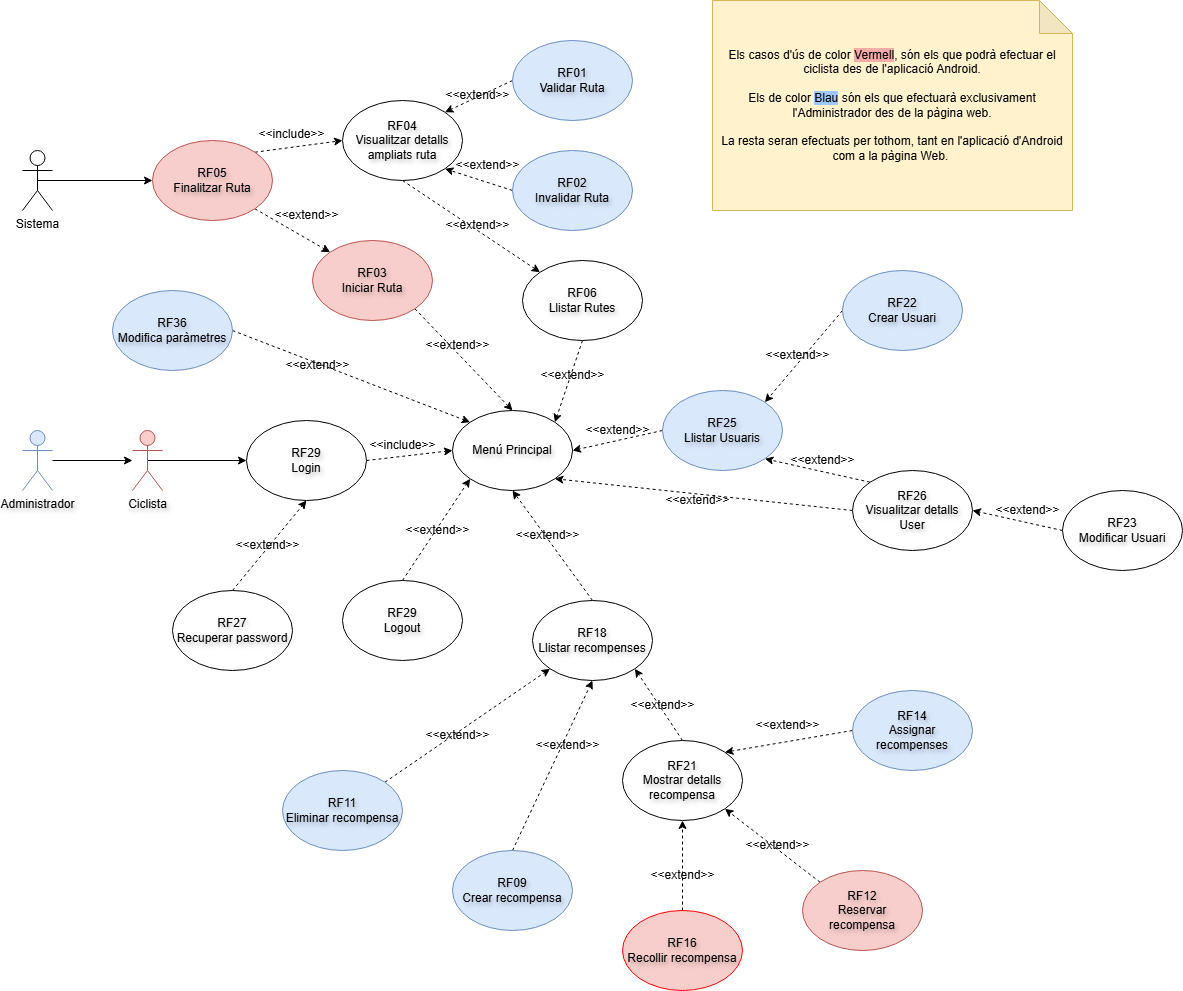 Els casos d'ús de color Vermell, són els que podrà efectuar el
ciclista des de l'aplicació Android.
Els de color Blau són els que efectuarà exclusivament
l'Administrador des de la pàgina web.
La resta seran efectuats per tothom, tant en l'aplicació d'Android
com a la pàgina Web.
RF01
Validar Ruta
<<extend>>
RF04
Visualitzar detalls
ampliats ruta
<<include>>
<<extend>>
RF05
Finalitzar Ruta
RF02
Invalidar Ruta
Sistema
<<extend>>
<<extend>>
RF03
Iniciar Ruta
RF06
Llistar Rutes
RF22
Crear Usuari
RF36
Modifica paràmetres
<<extend>>
<<extend>>
<<extend>>
<<extend>>
RF25
Llistar Usuaris
<<extend>>
Menú Principal
<<include>>
RF29
Login
<<extend>>
Administrador
Ciclista
<<extend>>
RF26
Visualitzar detalls
User
<<extend>>
RF23
Modificar Usuari
<<extend>>
<<extend>>
<<extend>>
RF27
Recuperar password
RF29
Logout
RF18
Llistar recompenses
<<extend>>
<<extend>>
<<extend>>
<<extend>>
RF14
Assignar
recompenses
RF21
Mostrar detalls
recompensa
RF11
Eliminar recompensa
<<extend>>
<<extend>>
RF09
Crear recompensa
RF12
Reservar
recompensa
RF16
Recollir recompensa